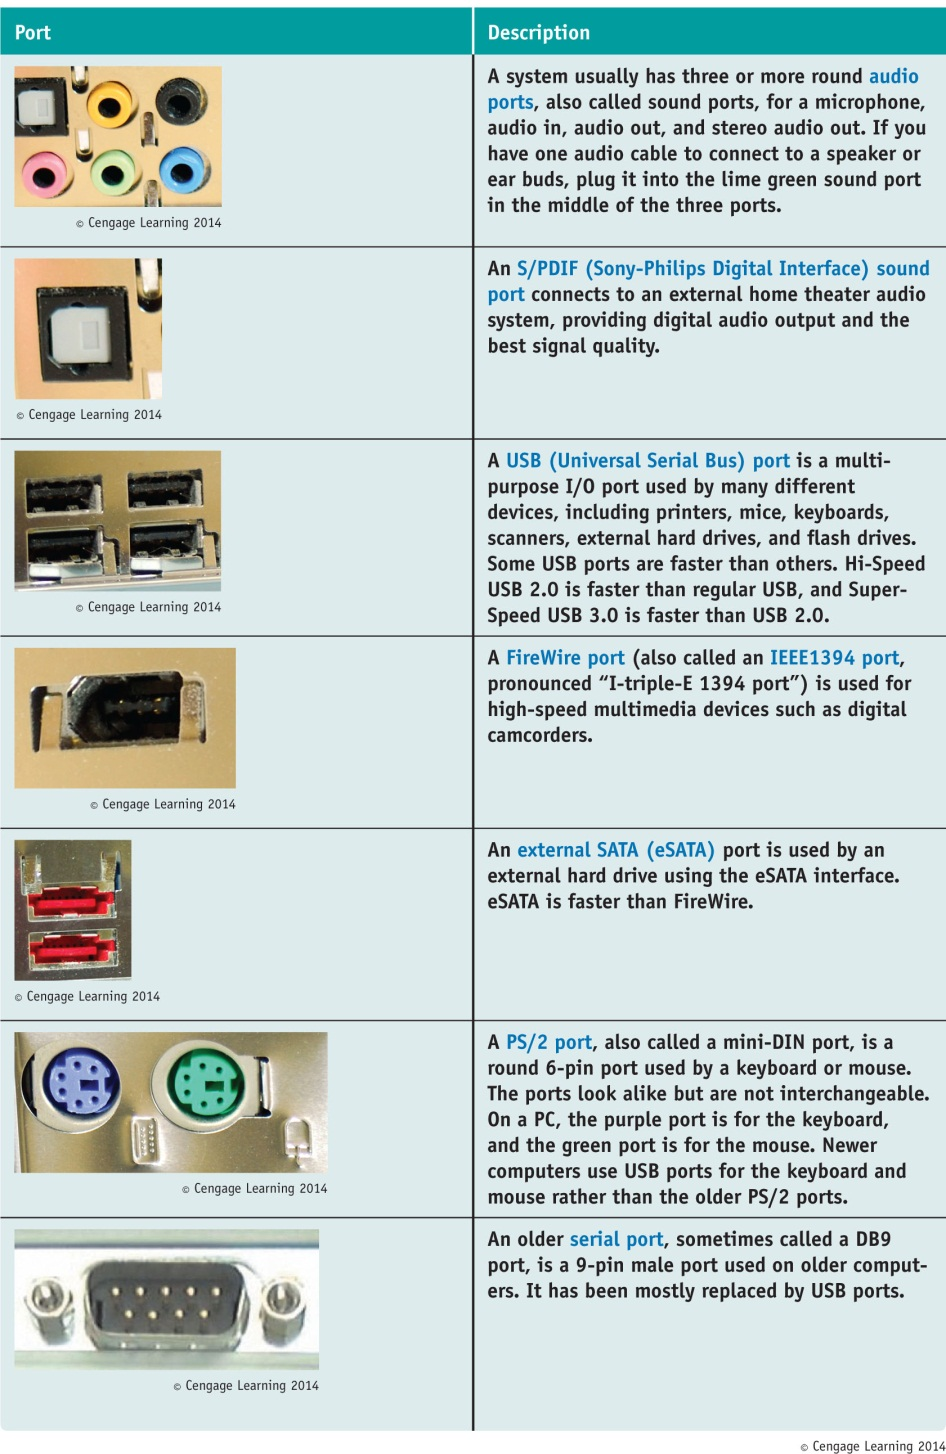 Port
Description
A system usually has three or more round audio
ports, also called sound ports, for a microphone,
audio in, audio out, and stereo audio out. If you
have one audio cable to connect to a speaker or
ear buds, plug it into the lime green sound port
in the middle of the three ports.
© Cengage Learning 2014
An S/PDIF (Sony-Philips Digital Interface) sound
port connects to an external home theater audio
system, providing digital audio output and the
best signal quality.
© Cengage Learning 2014
A USB (Universal Serial Bus) port is a multi-
purpose I/O port used by many different
devices, including printers, mice, keyboards,
scanners, external hard drives, and flash drives.
Some USB ports are faster than others. Hi-Speed
USB 2.0 is faster than regular USB, and Super-
Speed USB 3.0 is faster than USB 2.0.
© Cengage Learning 2014
A FireWire port (also called an IEEE1394 port,
pronounced “I-triple-E 1394 port”) is used for
high-speed multimedia devices such as digital
camcorders.
© Cengage Learning 2014
An external SATA (eSATA) port is used by an
external hard drive using the eSATA interface.
eSATA is faster than FireWire.
© Cengage Learning 2014
A PS/2 port, also called a mini-DIN port, is a
round 6-pin port used by a keyboard or mouse.
The ports look alike but are not interchangeable.
On a PC, the purple port is for the keyboard,
and the green port is for the mouse. Newer
computers use USB ports for the keyboard and
mouse rather than the older PS/2 ports.
© Cengage Learning 2014
An older serial port, sometimes called a DB9
port, is a 9-pin male port used on older comput-
ers. It has been mostly replaced by USB ports.
© Cengage Learning 2014
© Cengage Learning 2014